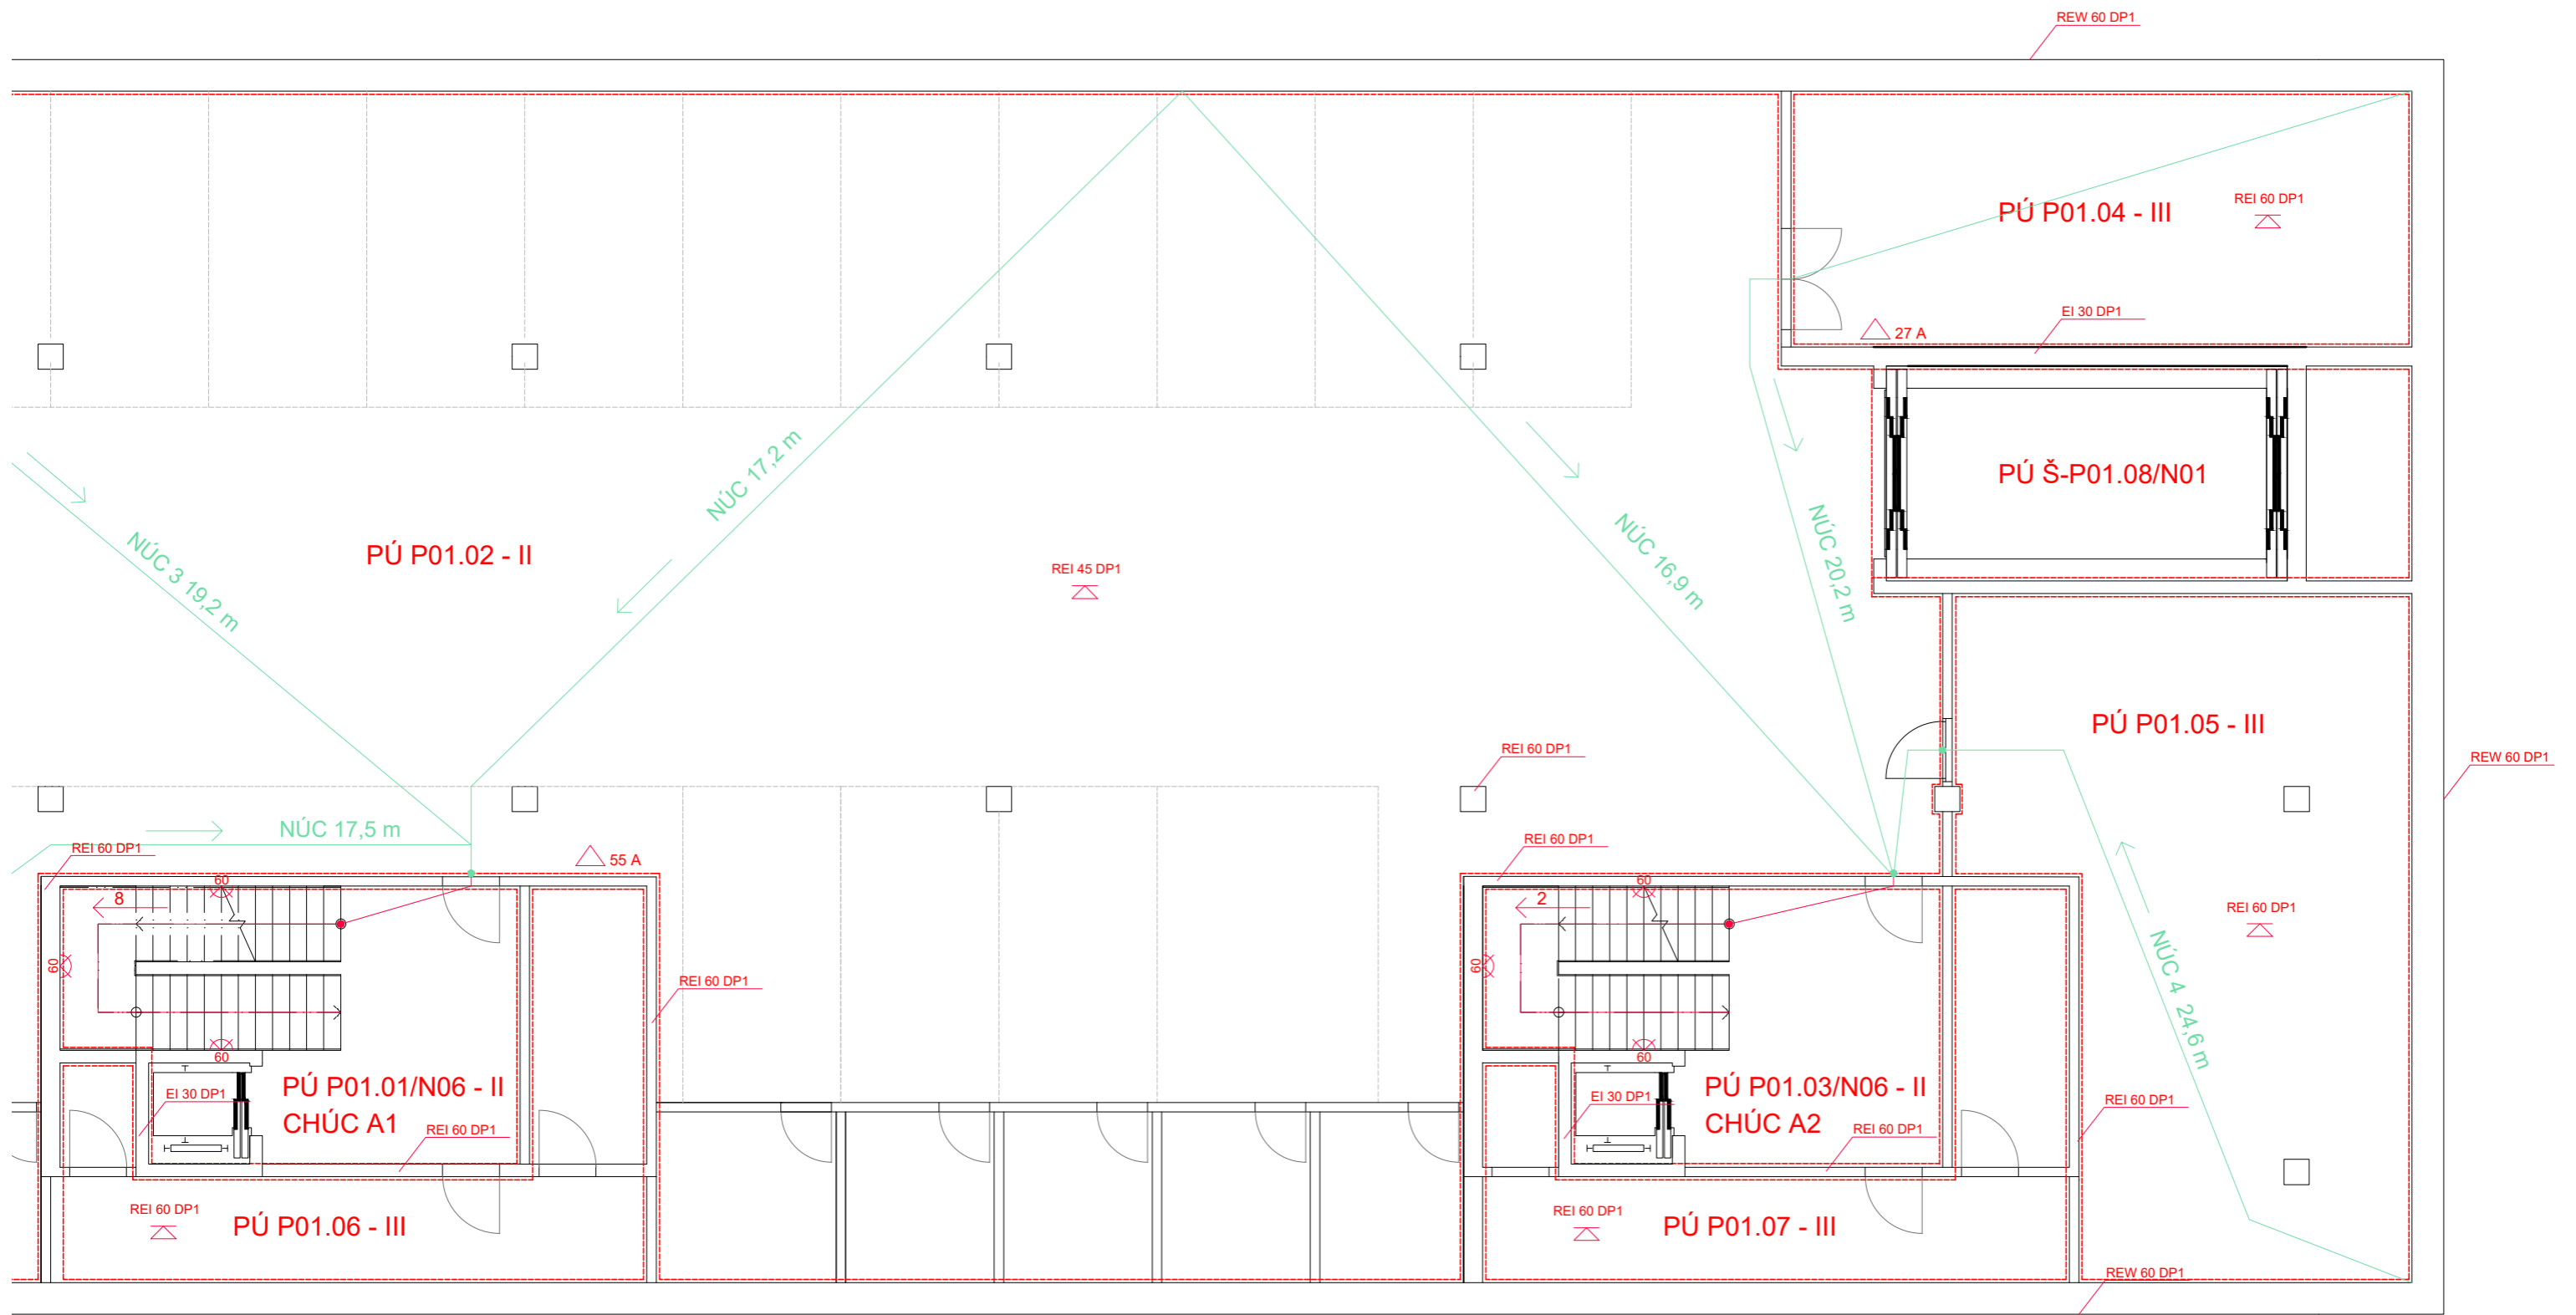 REW 60 DP1
PÚ P01.04 - III
REI 60 DP1
EI 30 DP1
27 A
NÚC 17,2 m
PÚ Š-P01.08/N01
NÚC 3 19,2 m
PÚ P01.02 - II
REI 45 DP1
NÚC 16,9 m
NÚC 20,2 m
PÚ P01.05 - III
REI 60 DP1
REW 60 DP1
NÚC 17,5 m
REI 60 DP1
55 A
REI 60 DP1
60
8
60
60
REI 60 DP1
60
2
60
60
REI 60 DP1
NÚC 4 24,6 m
EI 30 DP1
PÚ P01.01/N06 - II
CHÚC A1
REI 60 DP1
EI 30 DP1
PÚ P01.03/N06 - II
CHÚC A2
REI 60 DP1
REI 60 DP1
REI 60 DP1
PÚ P01.06 - III
REI 60 DP1
PÚ P01.07 - III
REW 60 DP1